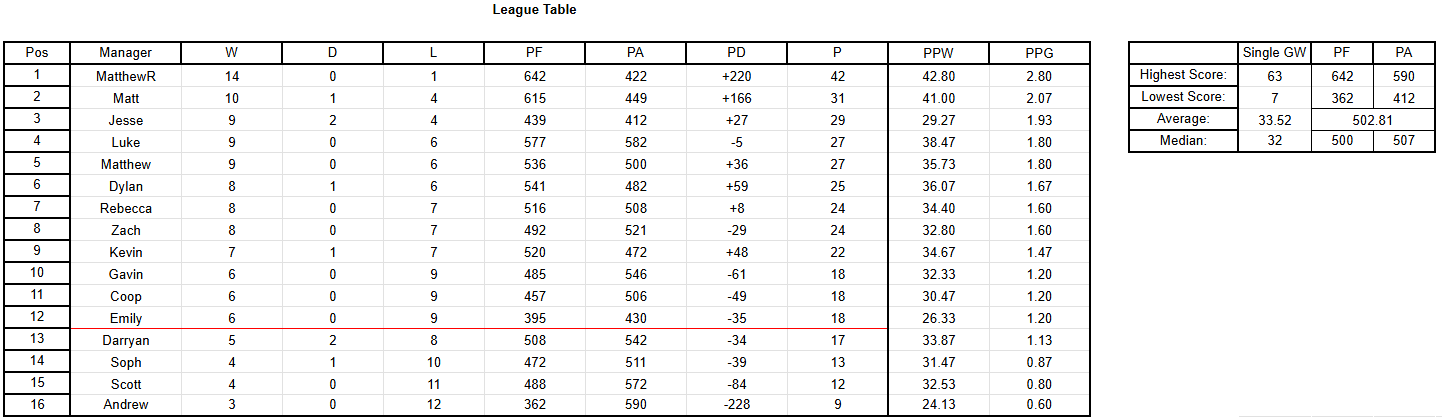 League Table
Pos Manager W D L PF PA PD P PPW PPG
1 MatthewR 14 0 1 642 422 +220 42 42.80 2.80
2 Matt 10 1 4 615 449 +166 31 41.00 2.07
3 Jesse 9 2 4 439 412 +27 29 29.27 1.93
4 Luke 9 0 6 577 582 -5 27 38.47 1.80
5 Matthew 9 0 6 536 500 +36 27 35.73 1.80
6 Dylan 8 1 6 541 482 +59 25 36.07 1.67
7 Rebecca 8 0 7 516 508 +8 24 34.40 1.60
8 Zach 8 0 7 492 521 -29 24 32.80 1.60
9 Kevin 7 1 7 520 472 +48 22 34.67 1.47
10 Gavin 6 0 9 485 546 -61 18 32.33 1.20
11 Coop 6 0 9 457 506 -49 18 30.47 1.20
12 Emily 6 0 9 395 430 -35 18 26.33 1.20
13 Darryan 5 2 8 508 542 -34 17 33.87 1.13
14 Soph 4 1 10 472 511 -39 13 31.47 0.87
15 Scott 4 0 11 488 572 -84 12 32.53 0.80
16 Andrew 3 0 12 362 590 -228 9 24.13 0.60
Single GW PF PA
Highest Score: 63 642 590
Lowest Score: 7 362 412
Average: 33.52 502.81
Median: 32 500 507